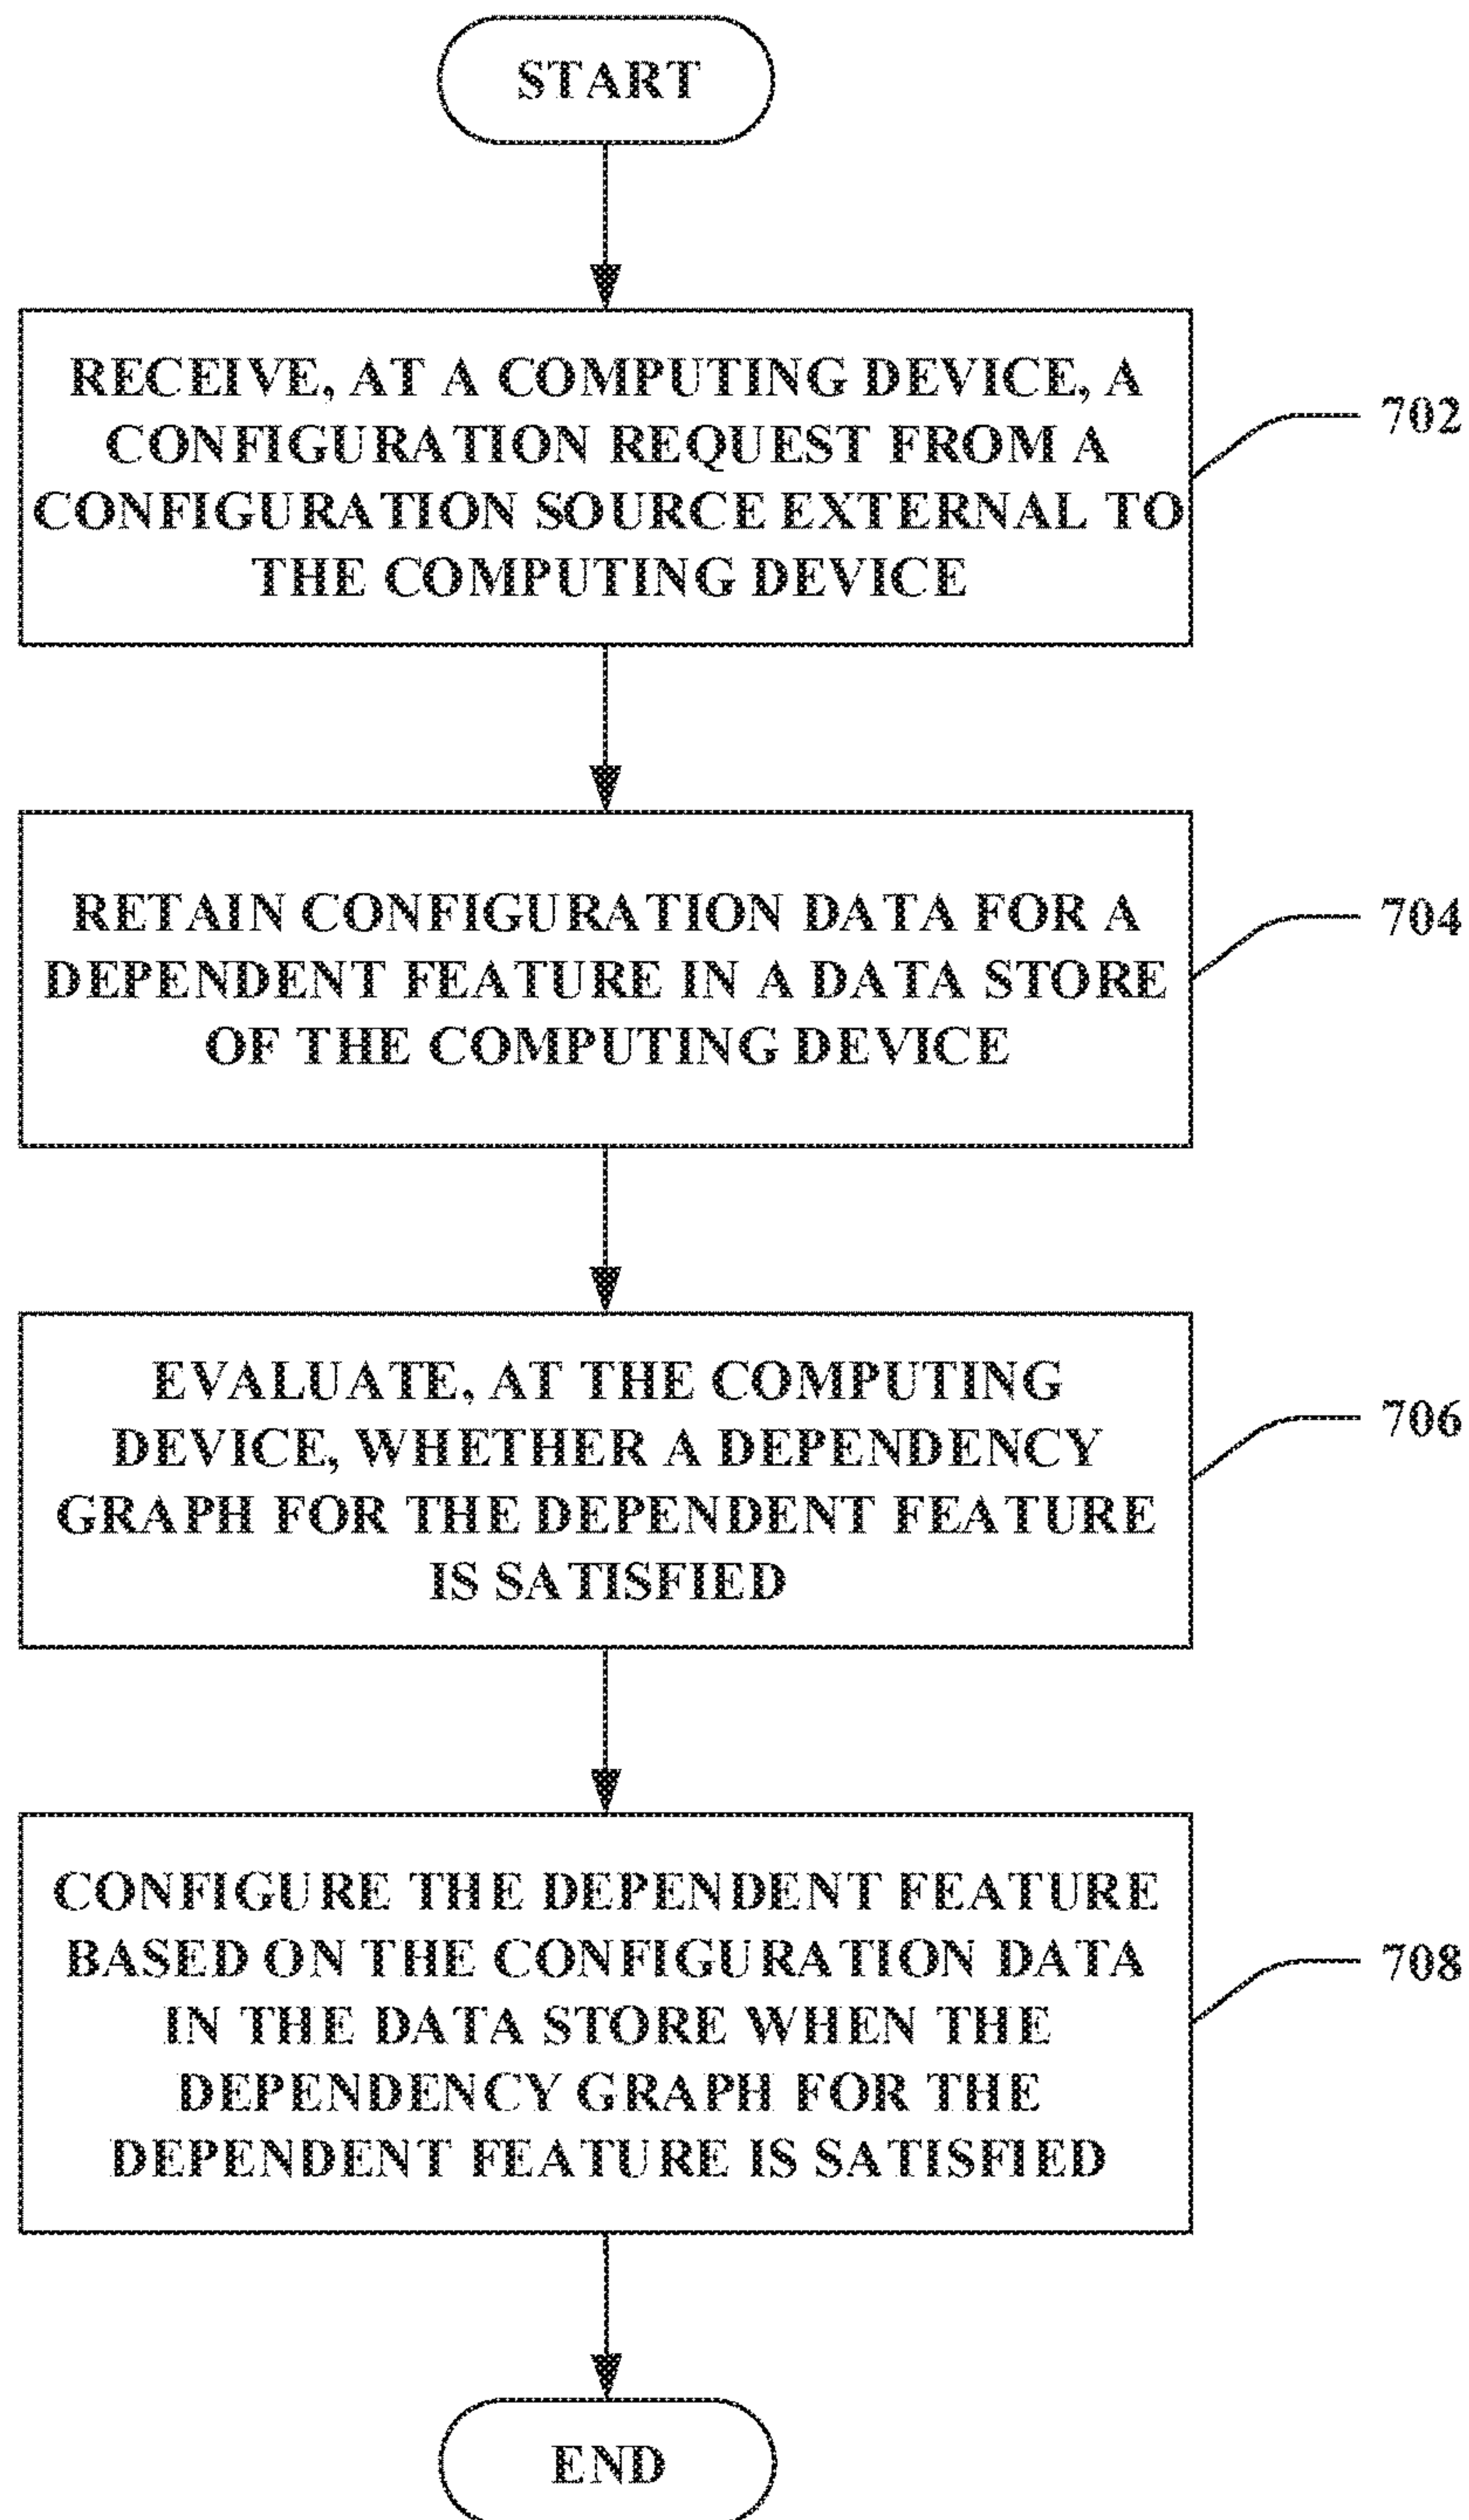 START
RECEIVE, AT A COMPUTING DEVICE, A
CONFIGURATION REQUEST FROM A
CONFIGURATION SOURCE EXTERNAL TO
THE COMPUTING DEVICE
702
RETAIN CONFIGURATION DATA FOR A
DEPENDENT FEATURE IN A DATA STORE
OF THE COMPUTING DEVICE
704
EVALUATE, AT THE COMPUTING
DEVICE, WHETHER A DEPENDENCY
GRAPH FOR THE DEPENDENT FEATURE
IS SATISFIED
706
CONFIGURE THE DEPENDENT FEATURE
BASED ON THE CONFIGURATION DATA
IN THE DATA STORE WHEN THE
DEPENDENCY GRAPH FOR THE
DEPENDENT FEATURE IS SATISFIED
708
END